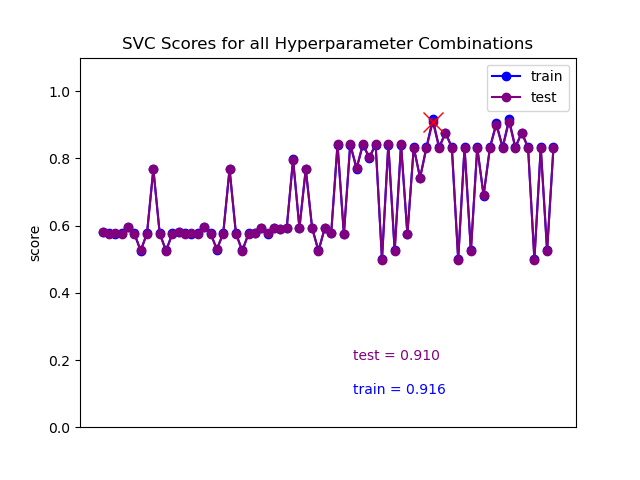 SVC Scores for all Hyperparameter Combinations
train
test
1.0
0.8
0.6
0.4
0.2
0.0
score
test = 0.910
train = 0.916